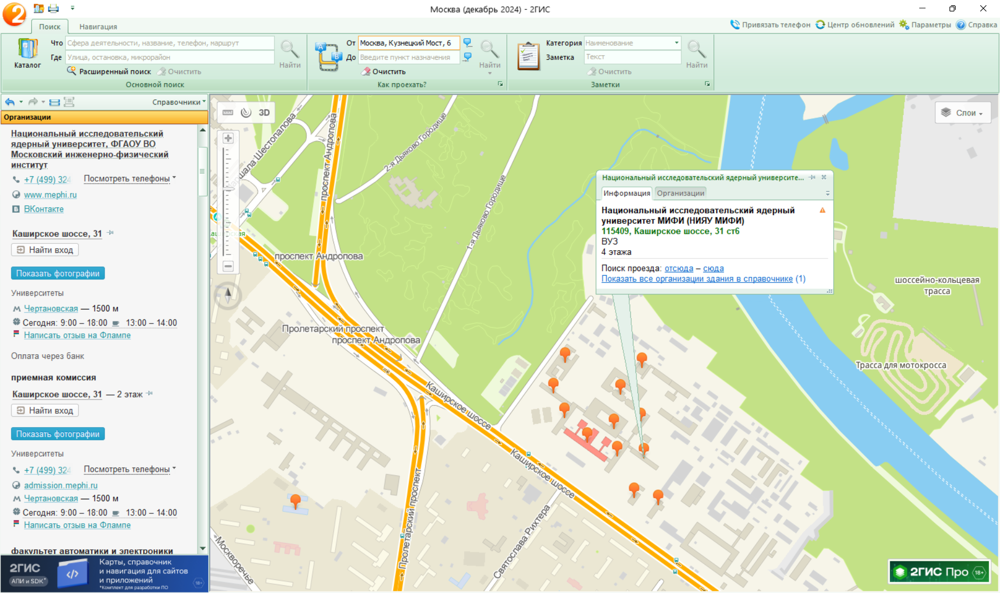 Москва (декабрь 2024) - 2ГИС
Поиск
Навигация
Привязать телефон
Центр обновлений
Параметры
Справка
Каталог
Что
Сфера деятельности, название, телефон, маршрут
Где
Улица, остановка, микрорайон
Расширенный поиск
Очистить
Найти
Основной поиск
От
Москва, Кузнецкий Мост, 6
До
Введите пункт назначения
Очистить
Найти
Как проехать?
Категория
Наименование
Заметка
Текст
Очистить
Найти
Заметки
Справочники
Организации
Национальный исследовательский
ядерный университет, ФГАОУ ВО
Московский инженерно-физический
институт
+7 (499) 324
Посмотреть телефоны
www.mephi.ru
ВКонтакте
Каширское шоссе, 31
Найти вход
Показать фотографии
Университеты
Чертановская — 1500 м
Сегодня: 9:00 – 18:00 13:00 – 14:00
Написать отзыв на Флампе
Оплата через банк
приемная комиссия
Каширское шоссе, 31 — 2 этаж
Найти вход
Показать фотографии
Университеты
+7 (499) 324
Посмотреть телефоны
admission.mephi.ru
Чертановская — 1500 м
Сегодня: 9:00 – 18:00 13:00 – 14:00
Написать отзыв на Флампе
факультет автоматики и электроники
2ГИС
АПИ и SDK*
Карты, справочник
и навигация для сайтов
и приложений
*Комплект для разработки ПО
18+
3D
Слои
проспект Андропова
2-я Дьяково Городище
1-я Дьяково Городище
проспект Андропова
Пролетарский проспект
проспект Андропова
Каширское шоссе
Каширское шоссе
Пролетарский проспект
Святослава Рихтера
Москворечье
шоссейно-кольцевая
трасса
Трасса для мотокросса
Национальный исследовательский ядерный университе...
Информация
Организации
Национальный исследовательский ядерный
университет МИФИ (НИЯУ МИФИ)
115409, Каширское шоссе, 31 ст6
ВУЗ
4 этажа
Поиск проезда: отсюда – сюда
Показать все организации здания в справочнике (1)
2ГИС Про
18+